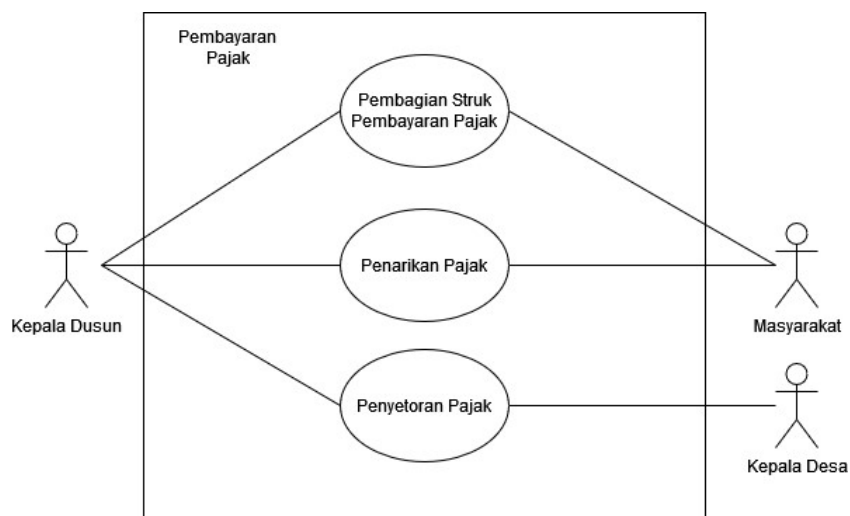 Pembayaran
Pajak
Pembagian Struk
Pembayaran Pajak
Penarikan Pajak
Kepala Dusun
Masyarakat
Penyetoran Pajak
Kepala Desa